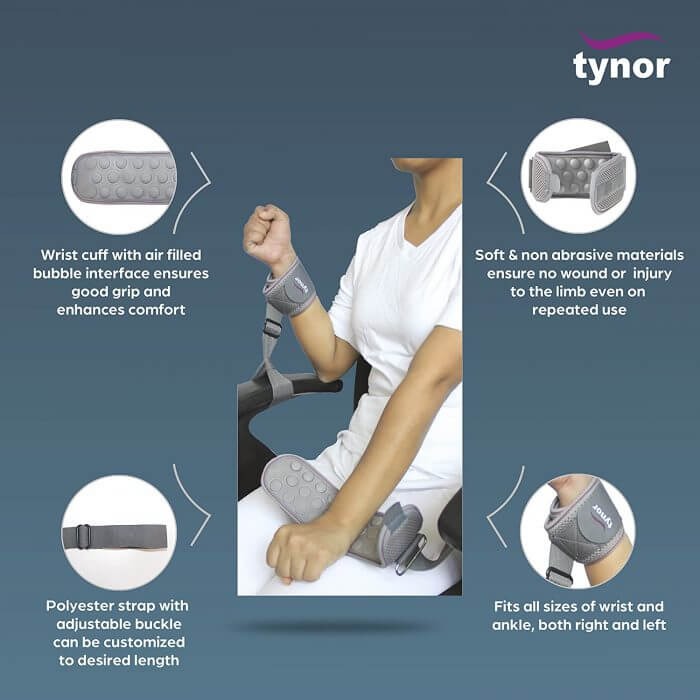 tynor
Wrist cuff with air filled
bubble interface ensures
good grip and
enhances comfort
Soft & non abrasive materials
ensure no wound or injury
to the limb even on
repeated use
tynor
tynor
Polyester strap with
adjustable buckle
can be customized
to desired length
Fits all sizes of wrist and
ankle, both right and left